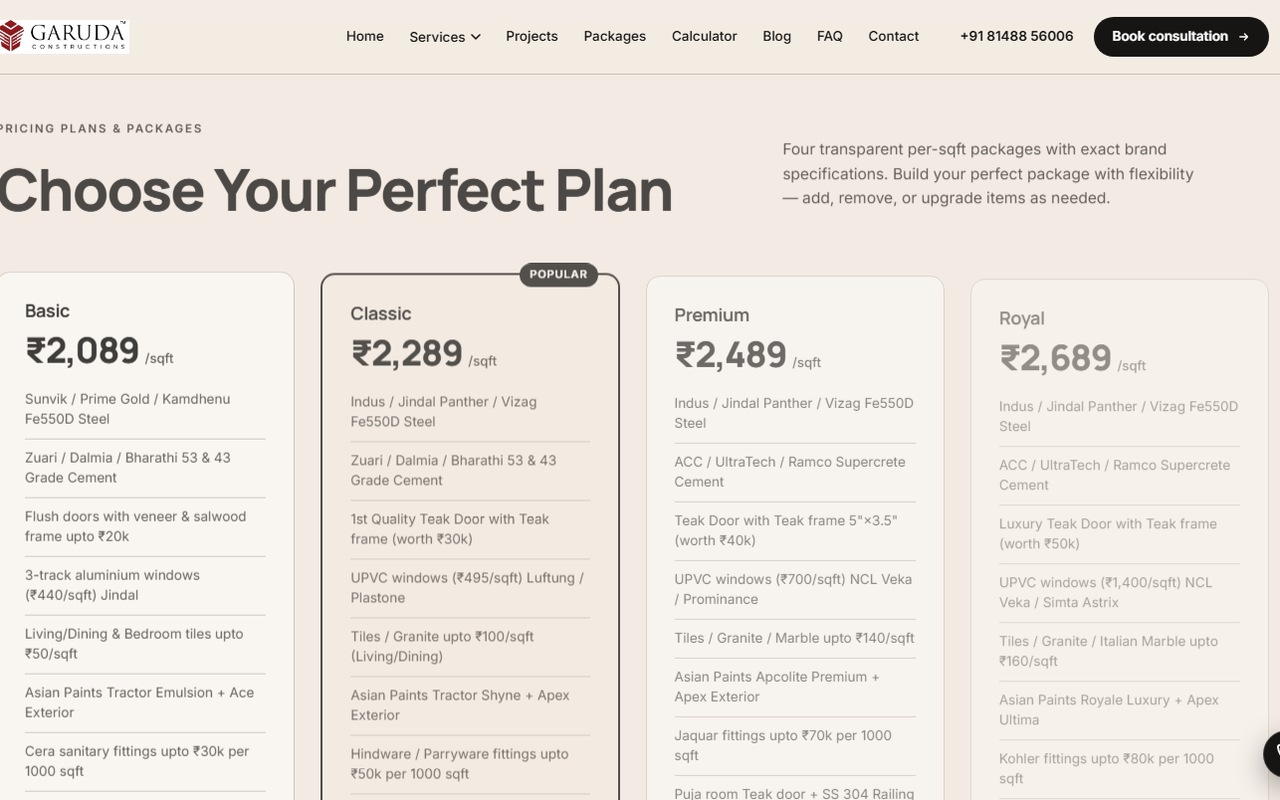 GARUDA
CONSTRUCTIONS
Home
Services
Projects
Packages
Calculator
Blog
FAQ
Contact
+91 81488 56006
Book consultation →
PRICING PLANS & PACKAGES
Choose Your Perfect Plan
Four transparent per-sqft packages with exact brand
specifications. Build your perfect package with flexibility
— add, remove, or upgrade items as needed.
Basic
₹2,089 /sqft
Sunvik / Prime Gold / Kamdhenu
Fe550D Steel
Zuari / Dalmia / Bharathi 53 & 43
Grade Cement
Flush doors with veneer & salwood
frame upto ₹20k
3-track aluminium windows
(₹440/sqft) Jindal
Living/Dining & Bedroom tiles upto
₹50/sqft
Asian Paints Tractor Emulsion + Ace
Exterior
Cera sanitary fittings upto ₹30k per
1000 sqft
POPULAR
Classic
₹2,289 /sqft
Indus / Jindal Panther / Vizag
Fe550D Steel
Zuari / Dalmia / Bharathi 53 & 43
Grade Cement
1st Quality Teak Door with Teak
frame (worth ₹30k)
UPVC windows (₹495/sqft) Luftung /
Plastone
Tiles / Granite upto ₹100/sqft
(Living/Dining)
Asian Paints Tractor Shyne + Apex
Exterior
Hindware / Parryware fittings upto
₹50k per 1000 sqft
Premium
₹2,489 /sqft
Indus / Jindal Panther / Vizag Fe550D
Steel
ACC / UltraTech / Ramco Supercrete
Cement
Teak Door with Teak frame 5"×3.5"
(worth ₹40k)
UPVC windows (₹700/sqft) NCL Veka
/ Prominance
Tiles / Granite / Marble upto ₹140/sqft
Asian Paints Apcolite Premium +
Apex Exterior
Jaquar fittings upto ₹70k per 1000
sqft
Puja room Teak door + SS 304 Railing
Royal
₹2,689 /sqft
Indus / Jindal Panther / Vizag Fe550D
Steel
ACC / UltraTech / Ramco Supercrete
Cement
Luxury Teak Door with Teak frame
(worth ₹50k)
UPVC windows (₹1,400/sqft) NCL
Veka / Simta Astrix
Tiles / Granite / Italian Marble upto
₹160/sqft
Asian Paints Royale Luxury + Apex
Ultima
Kohler fittings upto ₹80k per 1000
sqft